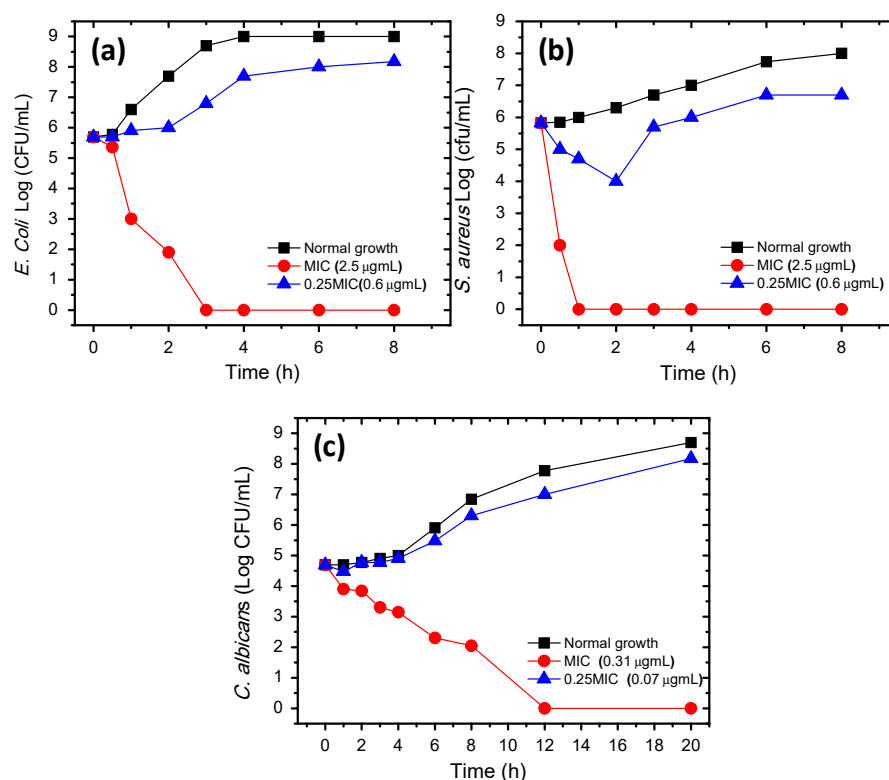 (a)
E. Coli Log (CFU/mL)
9
8
7
6
5
4
3
2
1
0
Normal growth
MIC (2.5 µgmL)
0.25MIC(0.6 µgmL)
0 2 4 6 8
Time (h)
(b)
S. aureus Log (cfu/mL)
9
8
7
6
5
4
3
2
1
0
Normal growth
MIC (2.5 µgmL)
0.25MIC (0.6 µgmL)
0 2 4 6 8
Time (h)
(c)
C. albicans (Log CFU/mL)
9
8
7
6
5
4
3
2
1
0
Normal growth
MIC (0.31 µgmL)
0.25MIC (0.07 µgmL)
0 2 4 6 8 10 12 14 16 18 20
Time (h)